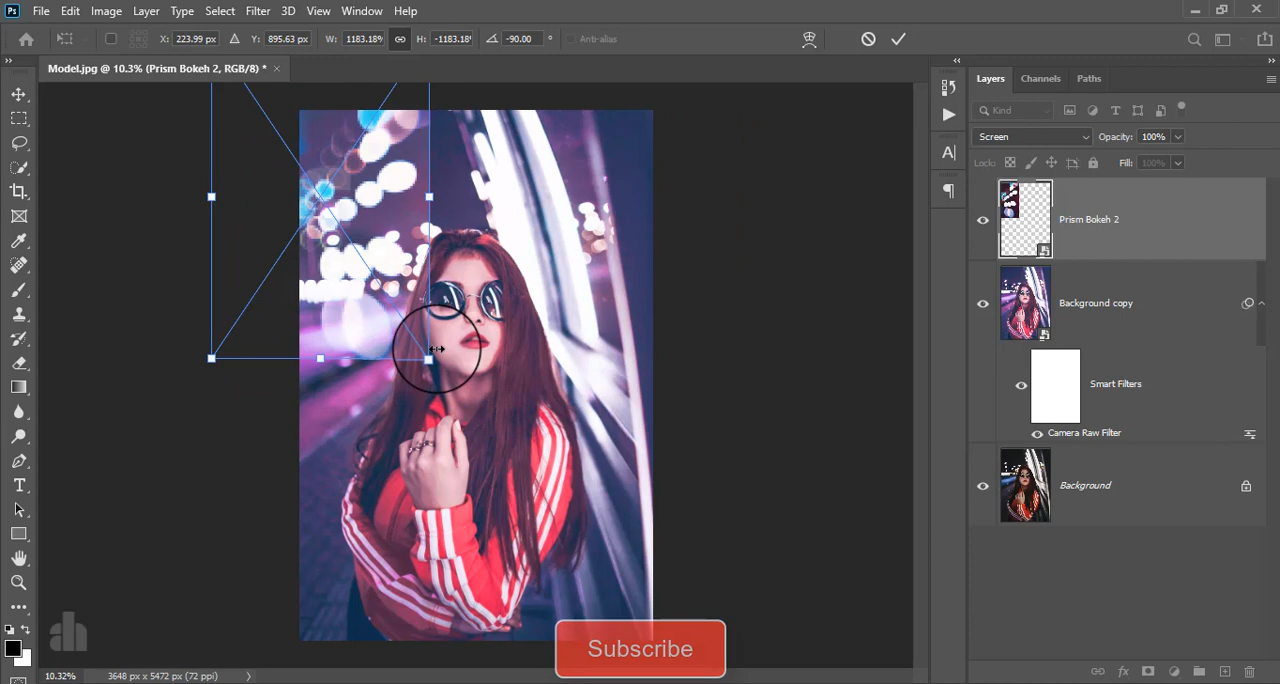 Ps File Edit Image Layer Type Select Filter 3D View Window Help
X: 223.99 px Y: 895.63 px W: 1183.18% H: -1183.18% -90.00 ° Anti-alias
Model.jpg @ 10.3% (Prism Bokeh 2, RGB/8) * ×
Layers Channels Paths
Kind
Screen Opacity: 100%
Lock: Fill: 100%
Prism Bokeh 2
Background copy
Smart Filters
Camera Raw Filter
Background
ah
Subscribe
10.32% 3648 px x 5472 px (72 ppi)